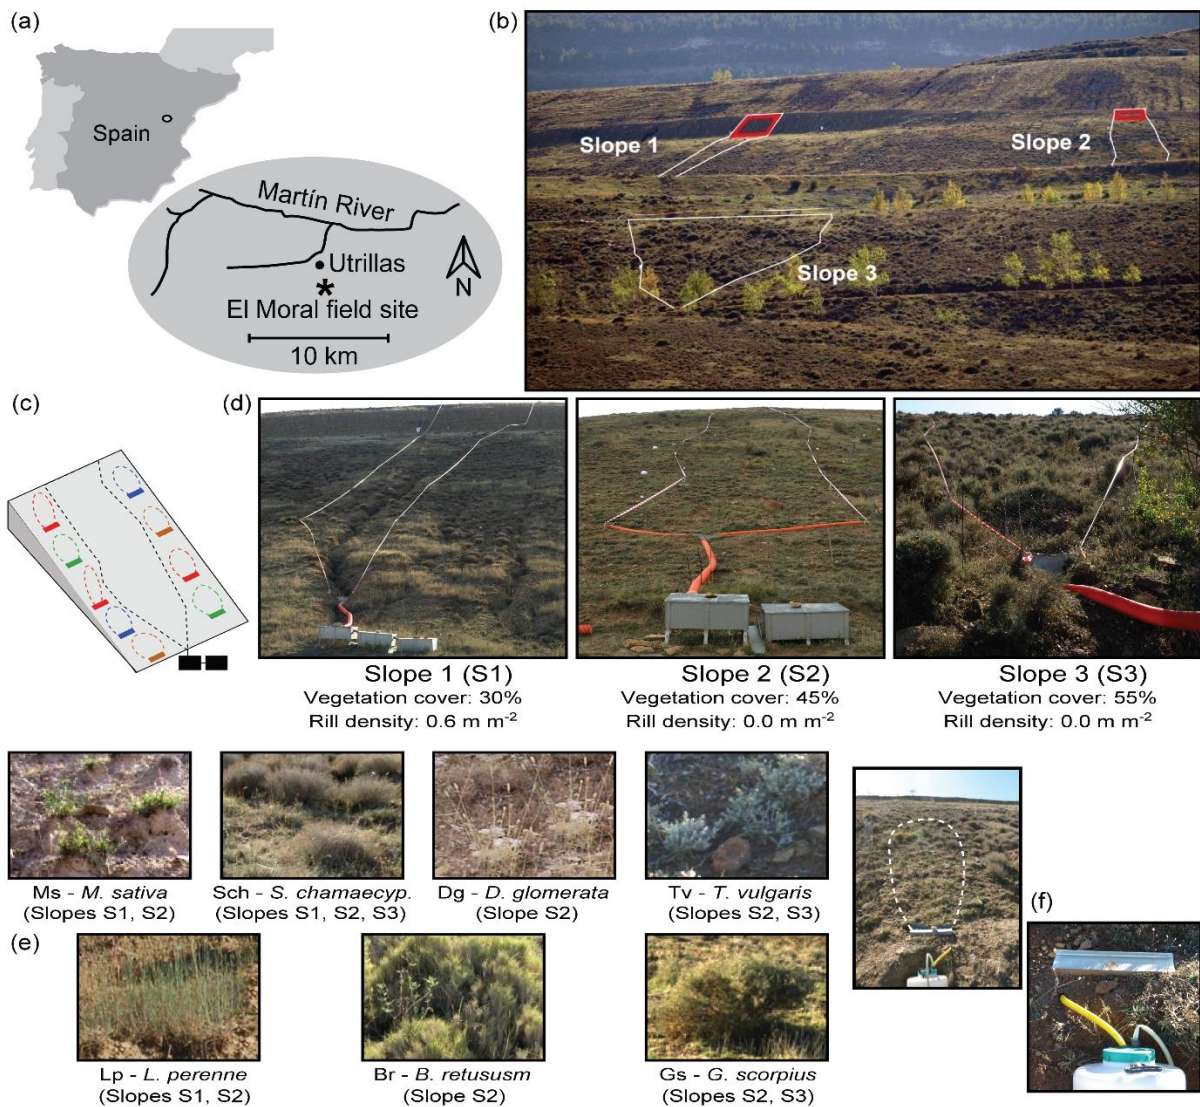 (a)
Spain
Martín River
Utrillas
El Moral field site
10 km
N
(b)
Slope 1
Slope 2
Slope 3
(c)
(d)
Slope 1 (S1)
Vegetation cover: 30%
Rill density: 0.6 m m-2
Slope 2 (S2)
Vegetation cover: 45%
Rill density: 0.0 m m-2
Slope 3 (S3)
Vegetation cover: 55%
Rill density: 0.0 m m-2
Ms - M. sativa
(Slopes S1, S2)
Sch - S. chamaecyp.
(Slopes S1, S2, S3)
Dg - D. glomerata
(Slope S2)
Tv - T. vulgaris
(Slopes S2, S3)
(e)
Lp - L. perenne
(Slopes S1, S2)
Br - B. retususm
(Slope S2)
Gs - G. scorpius
(Slopes S2, S3)
(f)